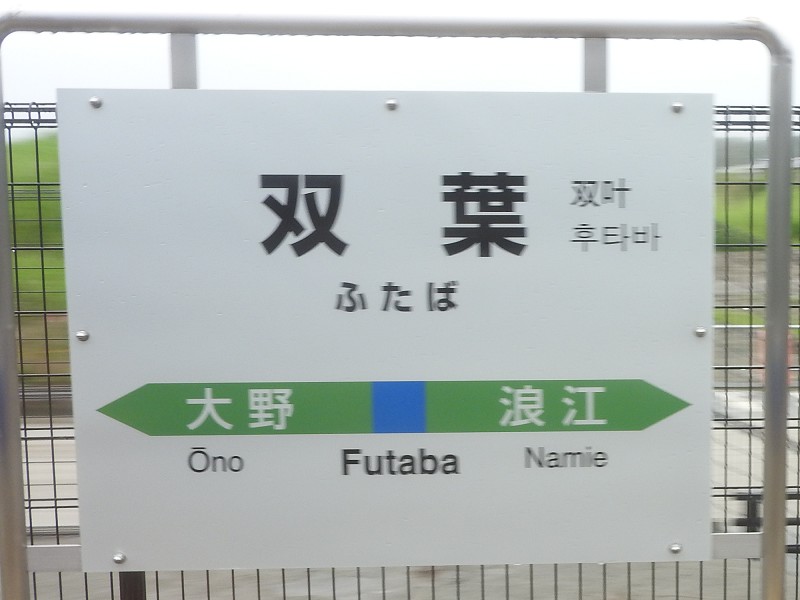 双葉
双叶
후타바
ふたば
大野 浪江
Ōno Futaba Namie